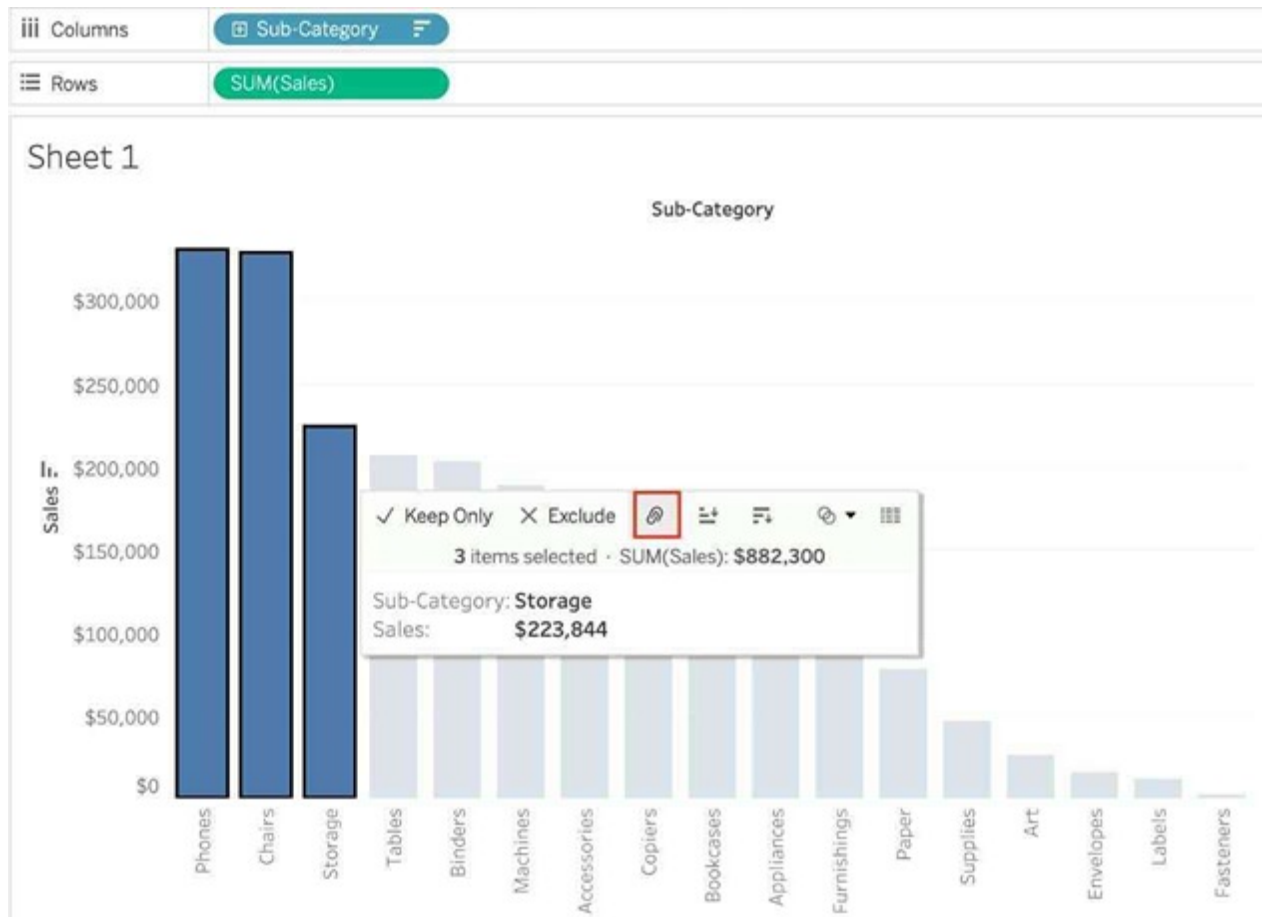 Columns
Sub-Category
Rows
SUM(Sales)
Sheet 1
Sub-Category
$300,000
$250,000
$200,000
$150,000
$100,000
$50,000
$0
Sales
Keep Only Exclude
3 items selected · SUM(Sales): $882,300
Sub-Category: Storage
Sales: $223,844
Phones
Chairs
Storage
Tables
Binders
Machines
Accessories
Copiers
Bookcases
Appliances
Furnishings
Paper
Supplies
Art
Envelopes
Labels
Fasteners